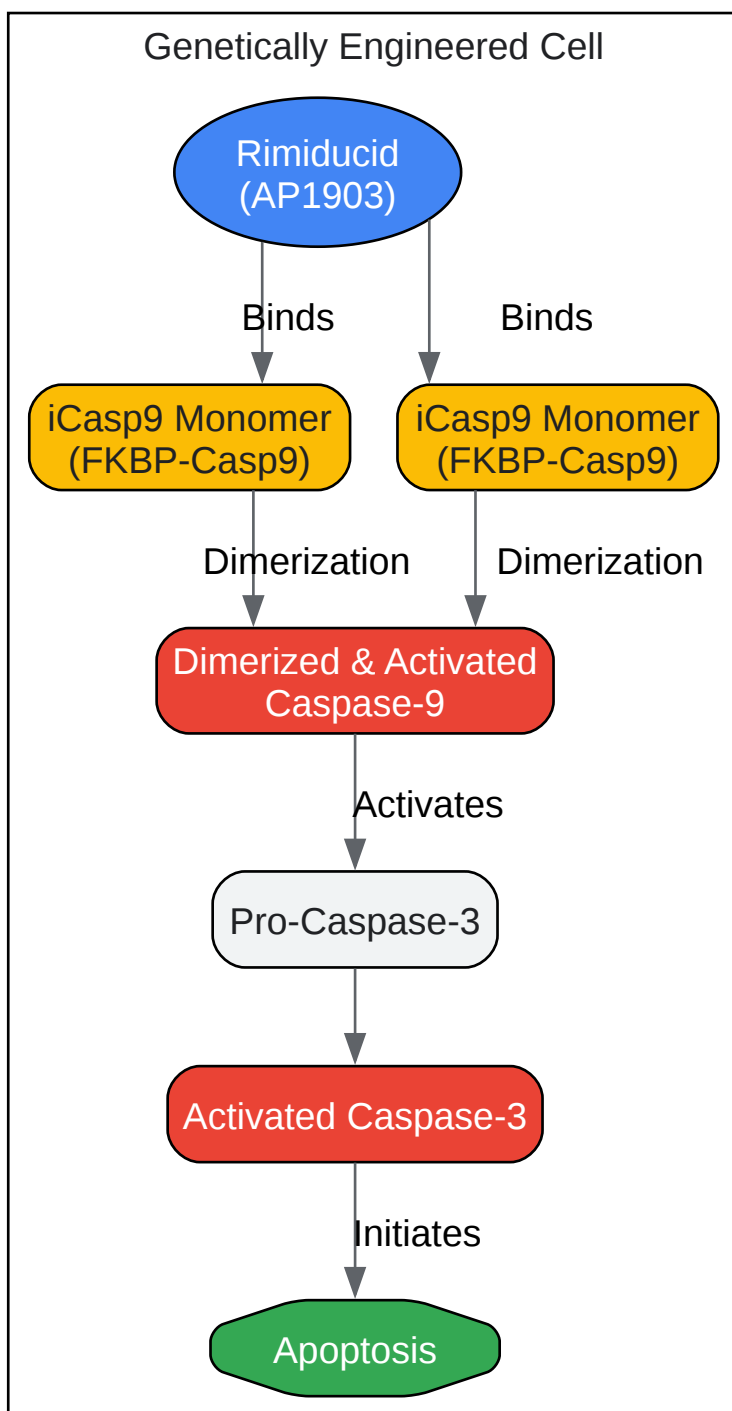 Genetically Engineered Cell
Rimiducid
(AP1903)
Binds
Binds
iCasp9 Monomer
(FKBP-Casp9)
iCasp9 Monomer
(FKBP-Casp9)
Dimerization
Dimerization
Dimerized & Activated
Caspase-9
Activates
Pro-Caspase-3
Activated Caspase-3
Initiates
Apoptosis